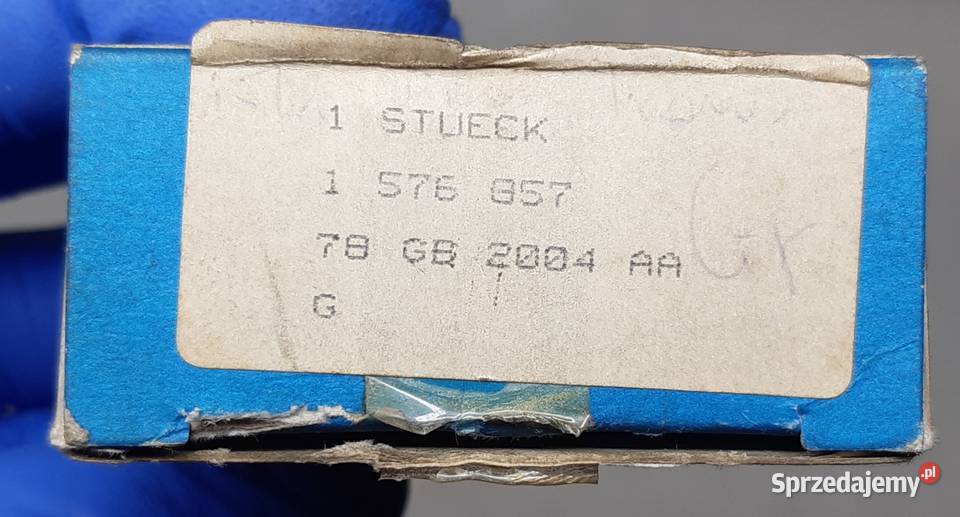 1 STUECK
1 576 857
78 GB 2004 AA
G
Sprzedajemy.pl